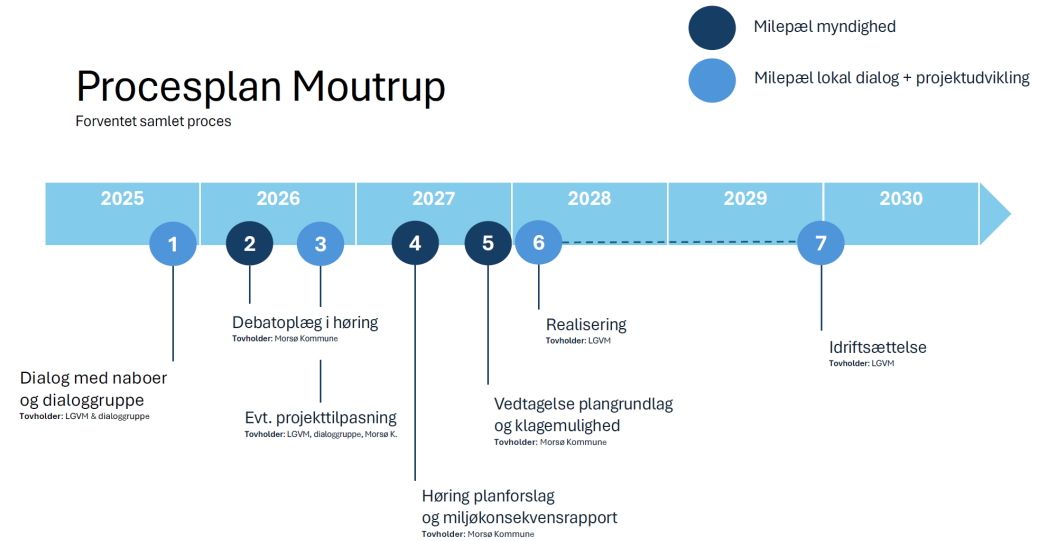 Milepæl myndighed
Milepæl lokal dialog + projektudvikling
Procesplan Moutrup
Forventet samlet proces
2025
2026
2027
2028
2029
2030
1
2
3
4
5
6
7
Debatoplæg i høring
Tovholder: Morsø Kommune
Realisering
Tovholder: LGVM
Idriftsættelse
Tovholder: LGVM
Dialog med naboer
og dialoggruppe
Tovholder: LGVM & dialoggruppe
Evt. projekttilpasning
Tovholder: LGVM, dialoggruppe, Morsø K.
Vedtagelse plangrundlag
og klagemulighed
Tovholder: Morsø Kommune
Høring planforslag
og miljøkonsekvensrapport
Tovholder: Morsø Kommune